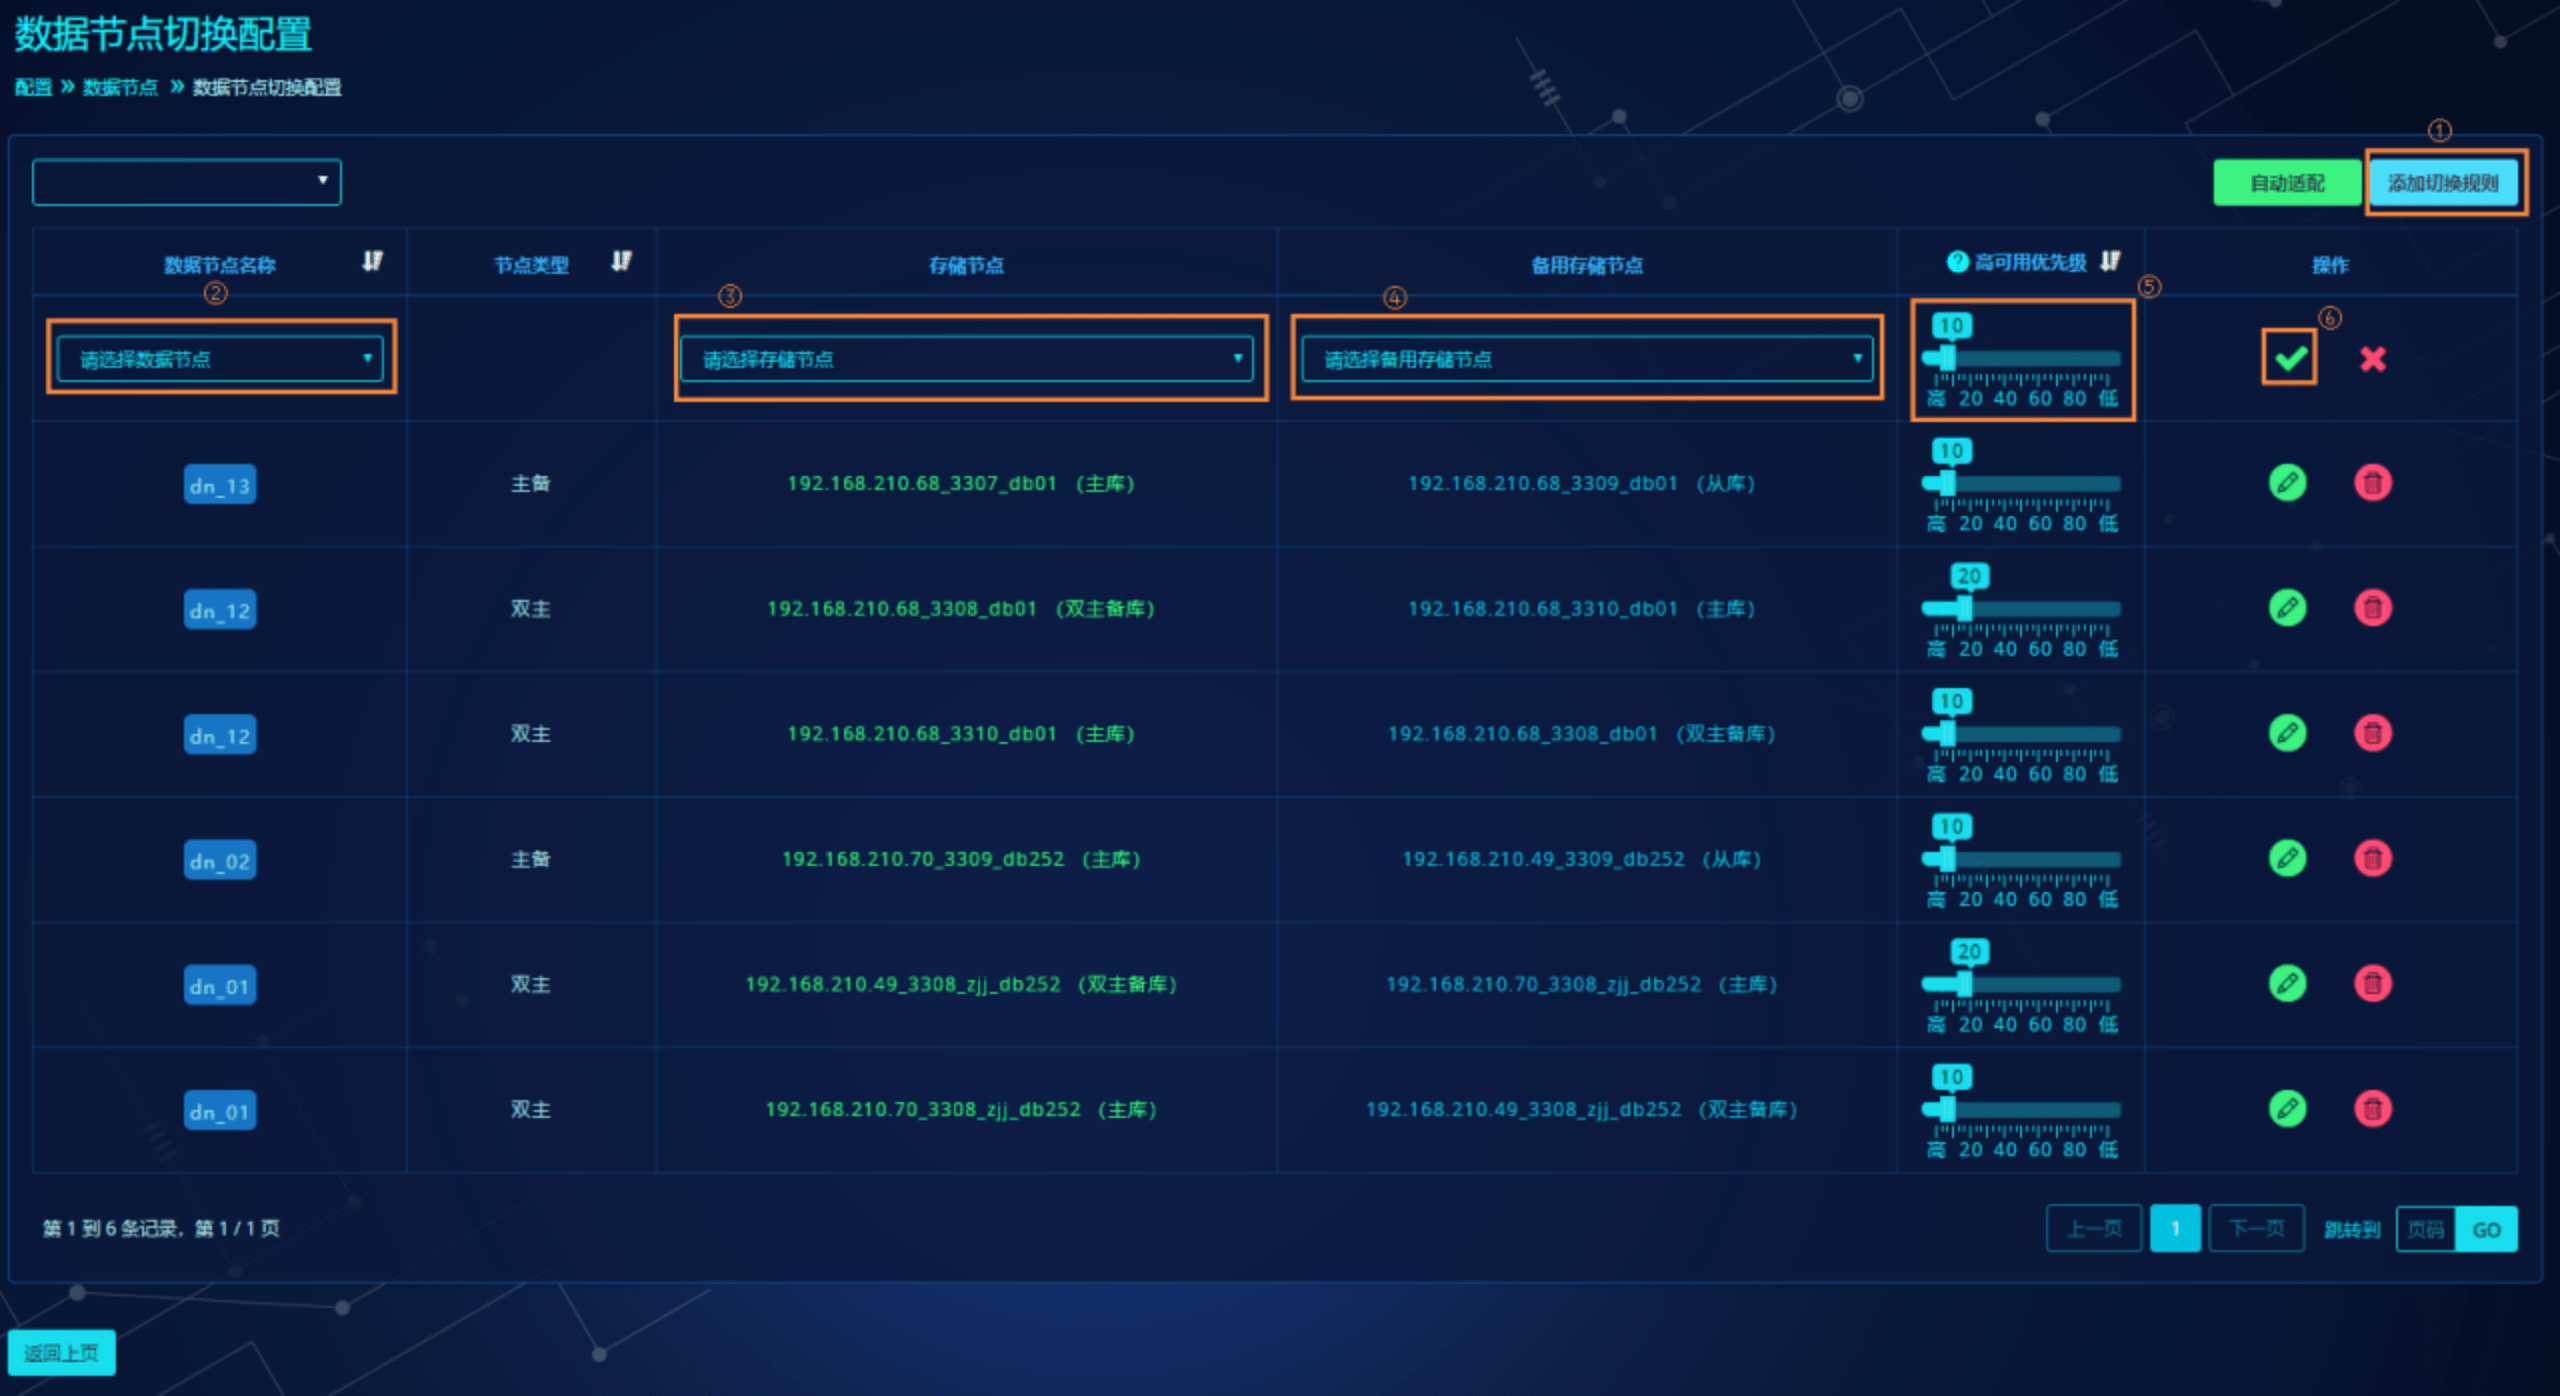 数据节点切换配置
配置 » 数据节点 » 数据节点切换配置
①
自动适配 添加切换规则
数据节点名称 节点类型 存储节点 备用存储节点 ? 高可用优先级 操作
② ③ ④ ⑤ ⑥
请选择数据节点 请选择存储节点 请选择备用存储节点 10
高 20 40 60 80 低
dn_13 主备 192.168.210.68_3307_db01 (主库) 192.168.210.68_3309_db01 (从库) 10
高 20 40 60 80 低
dn_12 双主 192.168.210.68_3308_db01 (双主备库) 192.168.210.68_3310_db01 (主库) 20
高 20 40 60 80 低
dn_12 双主 192.168.210.68_3310_db01 (主库) 192.168.210.68_3308_db01 (双主备库) 10
高 20 40 60 80 低
dn_02 主备 192.168.210.70_3309_db252 (主库) 192.168.210.49_3309_db252 (从库) 10
高 20 40 60 80 低
dn_01 双主 192.168.210.49_3308_zjj_db252 (双主备库) 192.168.210.70_3308_zjj_db252 (主库) 20
高 20 40 60 80 低
dn_01 双主 192.168.210.70_3308_zjj_db252 (主库) 192.168.210.49_3308_zjj_db252 (双主备库) 10
高 20 40 60 80 低
第 1 到 6 条记录，第 1 / 1 页 上一页 1 下一页 跳转到 页码 GO
返回上页